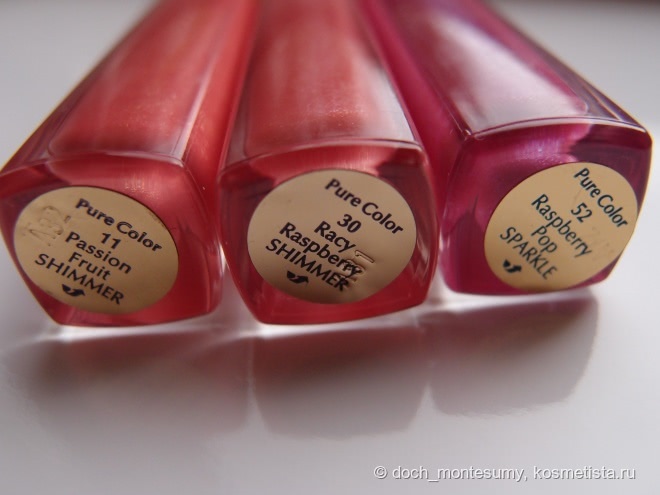 Pure Color
11
Passion
Fruit
SHIMMER
Pure Color
30
Racy
Raspberry
SHIMMER
Pure Color
52
Raspberry
Pop
SPARKLE
© doch_montesumy, kosmetista.ru